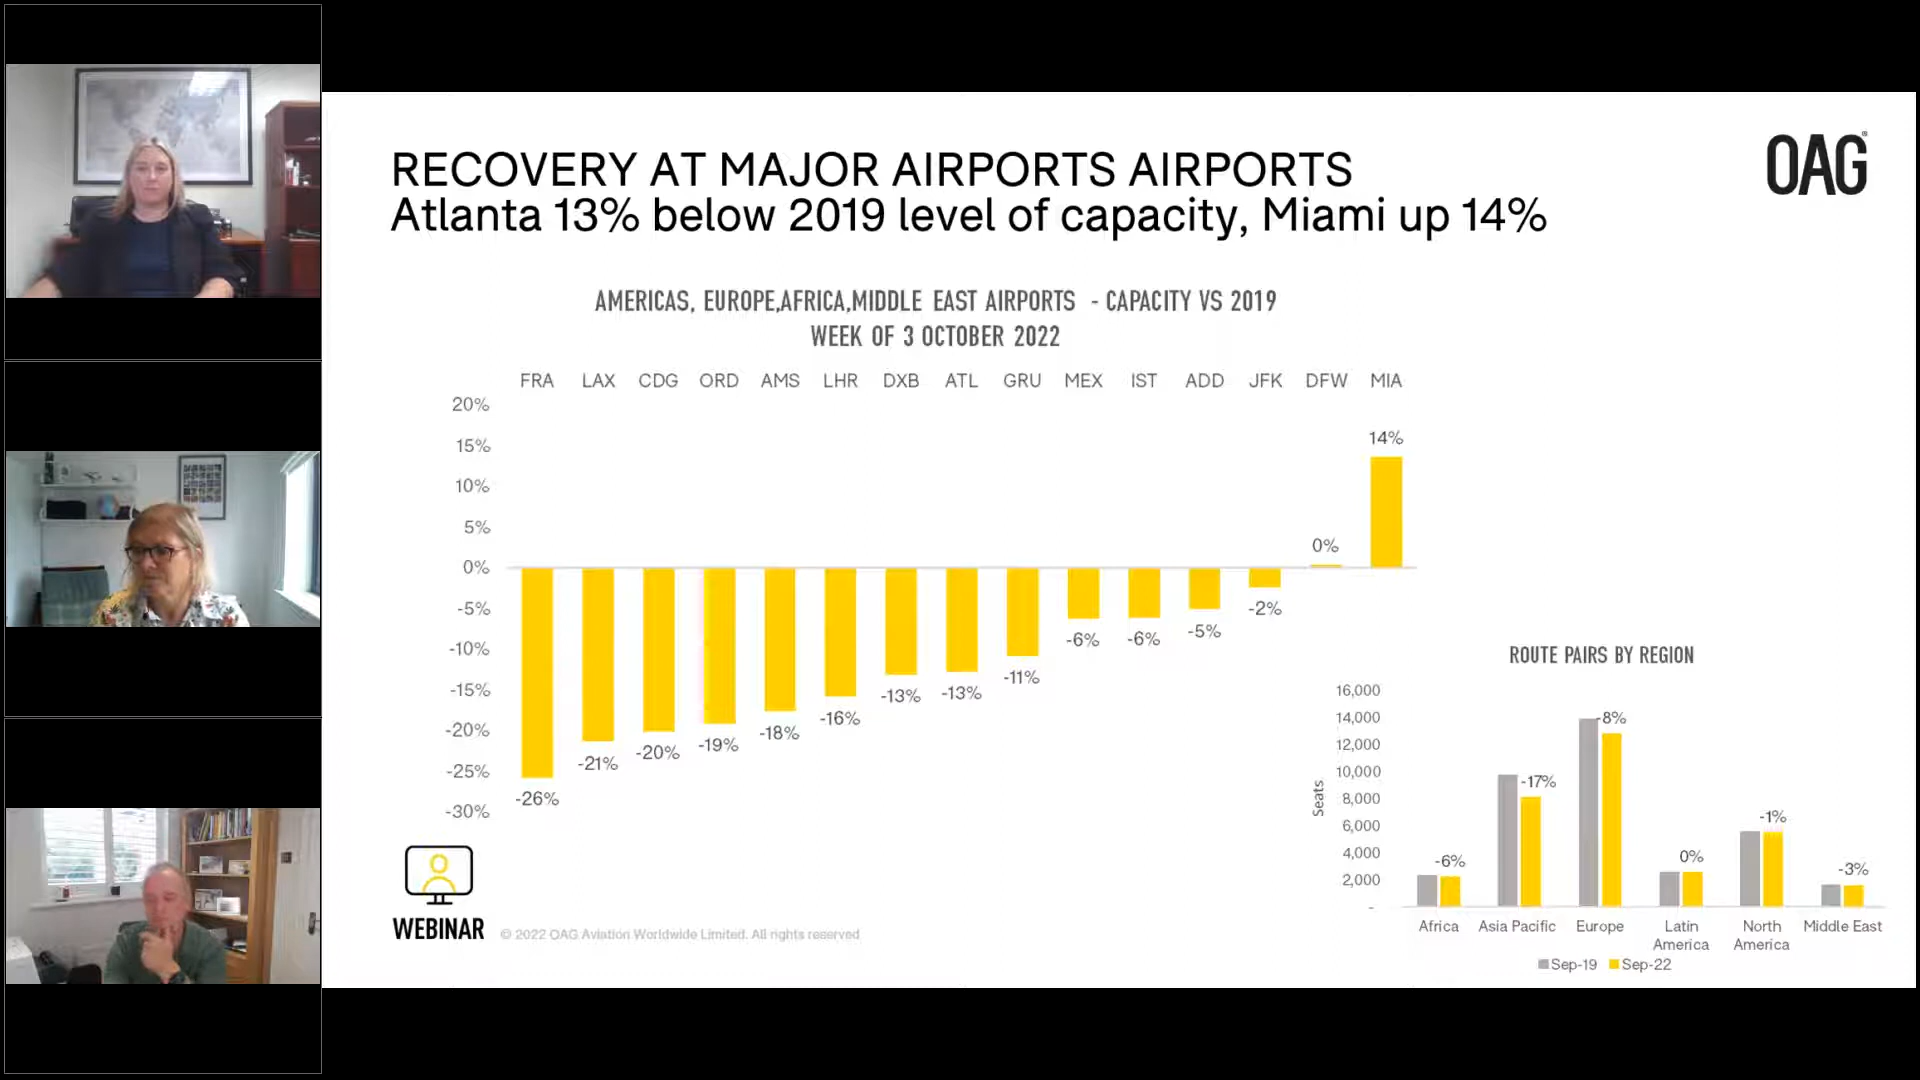 RECOVERY AT MAJOR AIRPORTS AIRPORTS
Atlanta 13% below 2019 level of capacity, Miami up 14%
OAG
AMERICAS, EUROPE,AFRICA,MIDDLE EAST AIRPORTS - CAPACITY VS 2019
WEEK OF 3 OCTOBER 2022
FRA LAX CDG ORD AMS LHR DXB ATL GRU MEX IST ADD JFK DFW MIA
20%
15%
10%
5%
0%
-5%
-10%
-15%
-20%
-25%
-30%
-26% -21% -20% -19% -18% -16% -13% -13% -11% -6% -6% -5% -2% 0% 14%
ROUTE PAIRS BY REGION
Seats
16,000
14,000
12,000
10,000
8,000
6,000
4,000
2,000
-
-6% -17% -8% 0% -1% -3%
Africa Asia Pacific Europe Latin America North America Middle East
Sep-19 Sep-22
WEBINAR
© 2022 OAG Aviation Worldwide Limited. All rights reserved